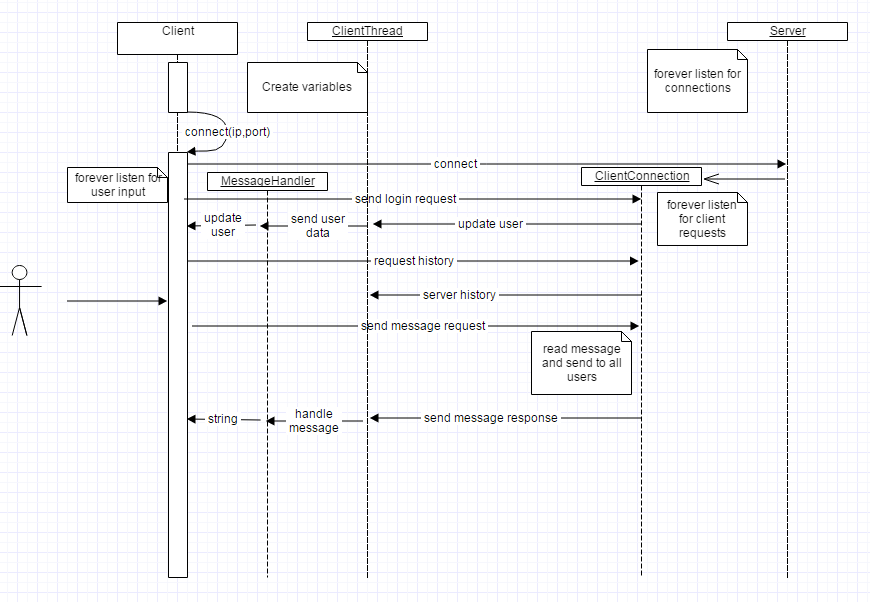 Client
ClientThread
Server
Create variables
forever listen for
connections
connect(ip,port)
connect
forever listen for
user input
MessageHandler
ClientConnection
send login request
forever listen
for client
requests
update
user
send user
data
update user
request history
server history
send message request
read message
and send to all
users
string
handle
message
send message response